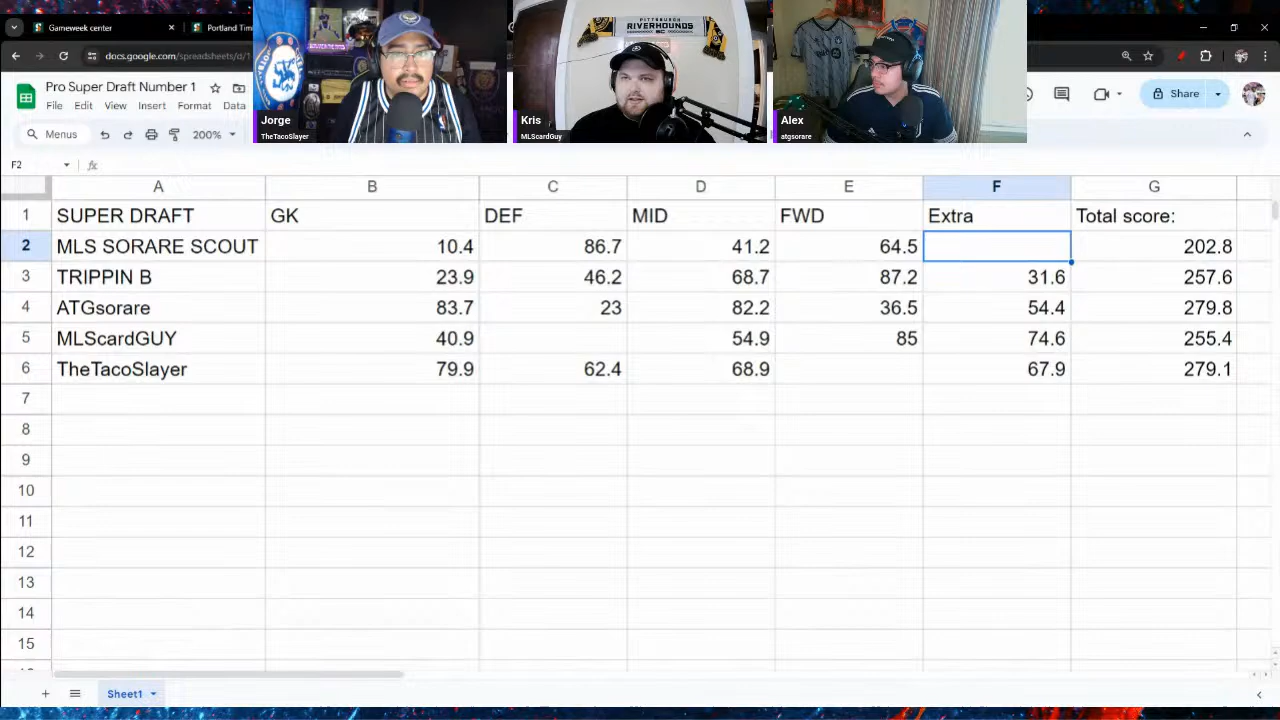 Gameweek center
Portland Tim
docs.google.com/spreadsheets/d/1
Pro Super Draft Number 1
File Edit View Insert Format Data
Share
Menus
200%
F2
fx
Jorge
TheTacoSlayer
PITTSBURGH
RIVERHOUNDS
SC
Kris
MLScardGuy
Alex
atgsorare
A B C D E F G
1 SUPER DRAFT GK DEF MID FWD Extra Total score:
2 MLS SORARE SCOUT 10.4 86.7 41.2 64.5 202.8
3 TRIPPIN B 23.9 46.2 68.7 87.2 31.6 257.6
4 ATGsorare 83.7 23 82.2 36.5 54.4 279.8
5 MLScardGUY 40.9 54.9 85 74.6 255.4
6 TheTacoSlayer 79.9 62.4 68.9 67.9 279.1
7
8
9
10
11
12
13
14
15
Sheet1